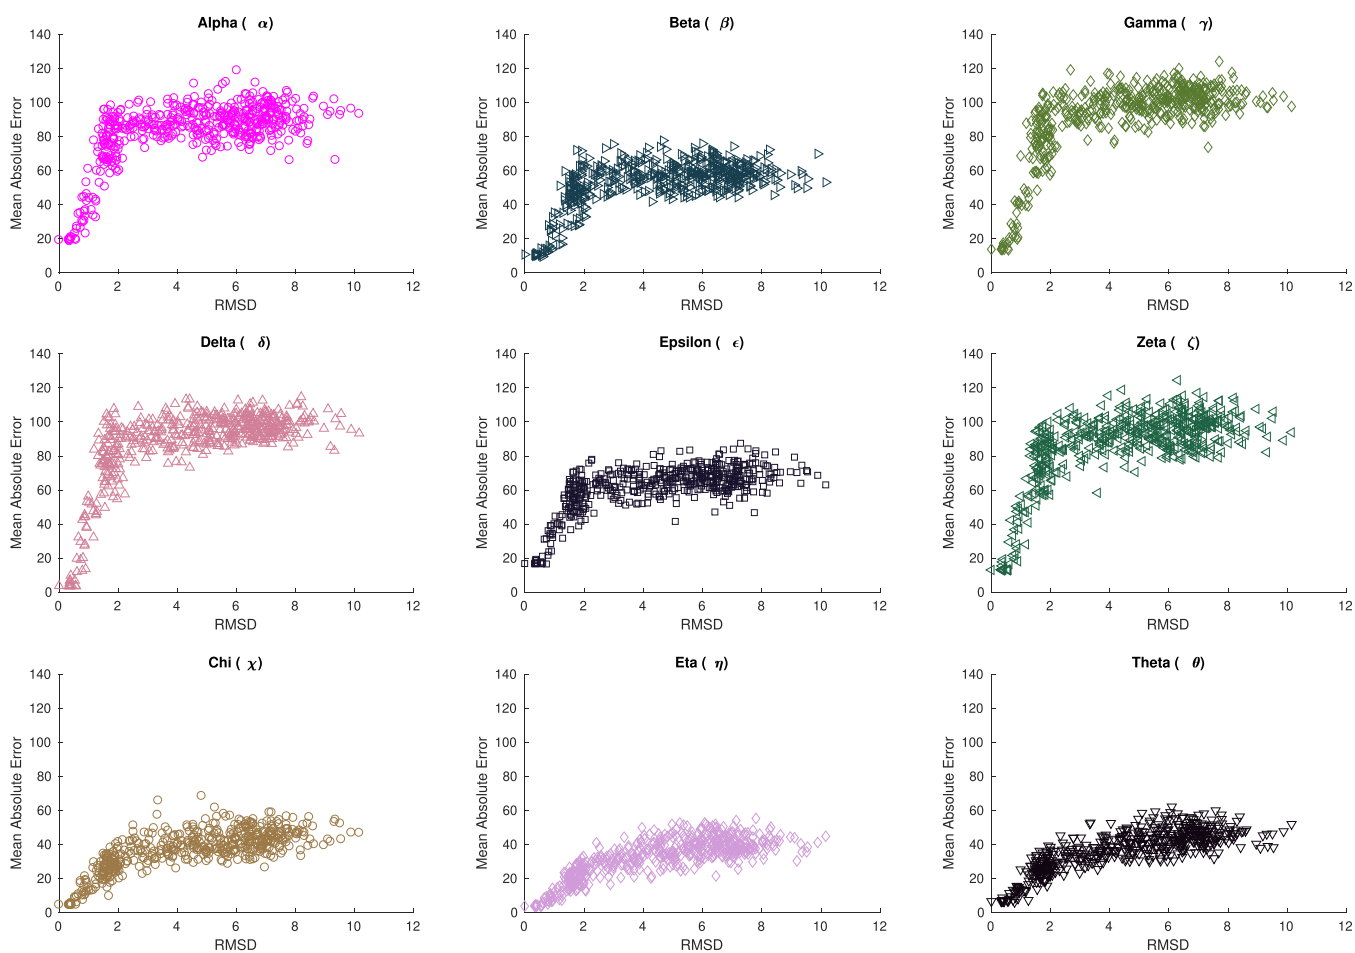 Alpha ( α)
Beta ( β)
Gamma ( γ)
140
120
100
80
60
40
20
0
Mean Absolute Error
0 2 4 6 8 10 12
RMSD
140
120
100
80
60
40
20
0
Mean Absolute Error
0 2 4 6 8 10 12
RMSD
140
120
100
80
60
40
20
0
Mean Absolute Error
0 2 4 6 8 10 12
RMSD
Delta ( δ)
Epsilon ( ϵ)
Zeta ( ζ)
140
120
100
80
60
40
20
0
Mean Absolute Error
0 2 4 6 8 10 12
RMSD
140
120
100
80
60
40
20
0
Mean Absolute Error
0 2 4 6 8 10 12
RMSD
140
120
100
80
60
40
20
0
Mean Absolute Error
0 2 4 6 8 10 12
RMSD
Chi ( χ)
Eta ( η)
Theta ( θ)
140
120
100
80
60
40
20
0
Mean Absolute Error
0 2 4 6 8 10 12
RMSD
140
120
100
80
60
40
20
0
Mean Absolute Error
0 2 4 6 8 10 12
RMSD
140
120
100
80
60
40
20
0
Mean Absolute Error
0 2 4 6 8 10 12
RMSD